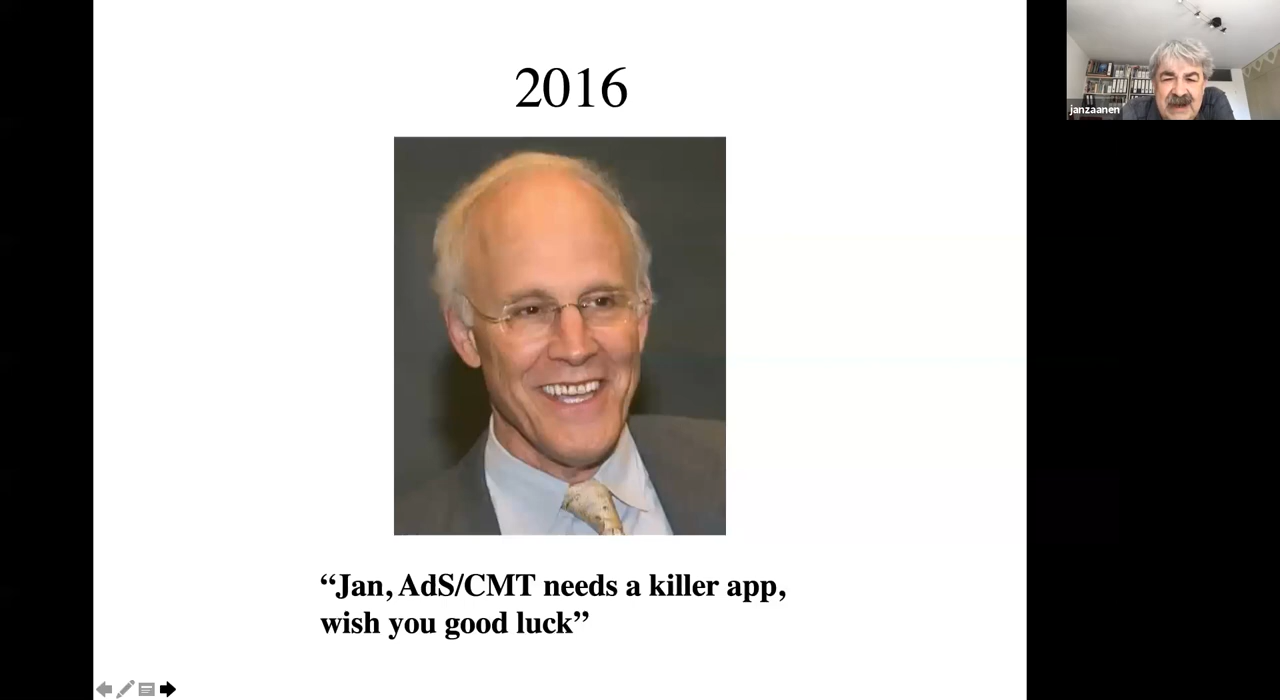 2016
janzaanen
“Jan, AdS/CMT needs a killer app,
wish you good luck”